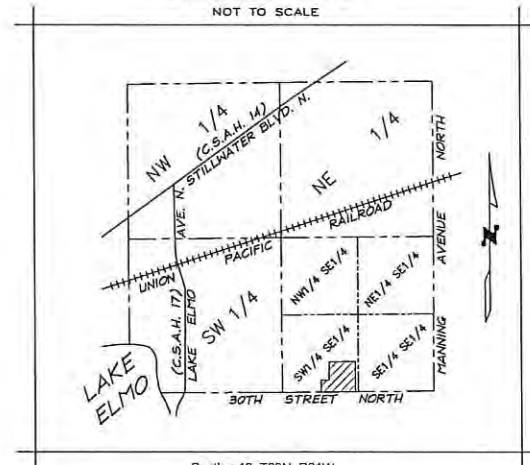 NOT TO SCALE
NW 1/4
(C.S.A.H. 14)
STILLWATER BLVD. N.
NE 1/4
NORTH
AVENUE
MANNING
UNION PACIFIC RAILROAD
LAKE ELMO AVE. N.
(C.S.A.H. 17)
SW 1/4
NW1/4 SE1/4
NE1/4 SE1/4
SW1/4 SE1/4
SE1/4 SE1/4
LAKE
ELMO
30TH STREET NORTH
N